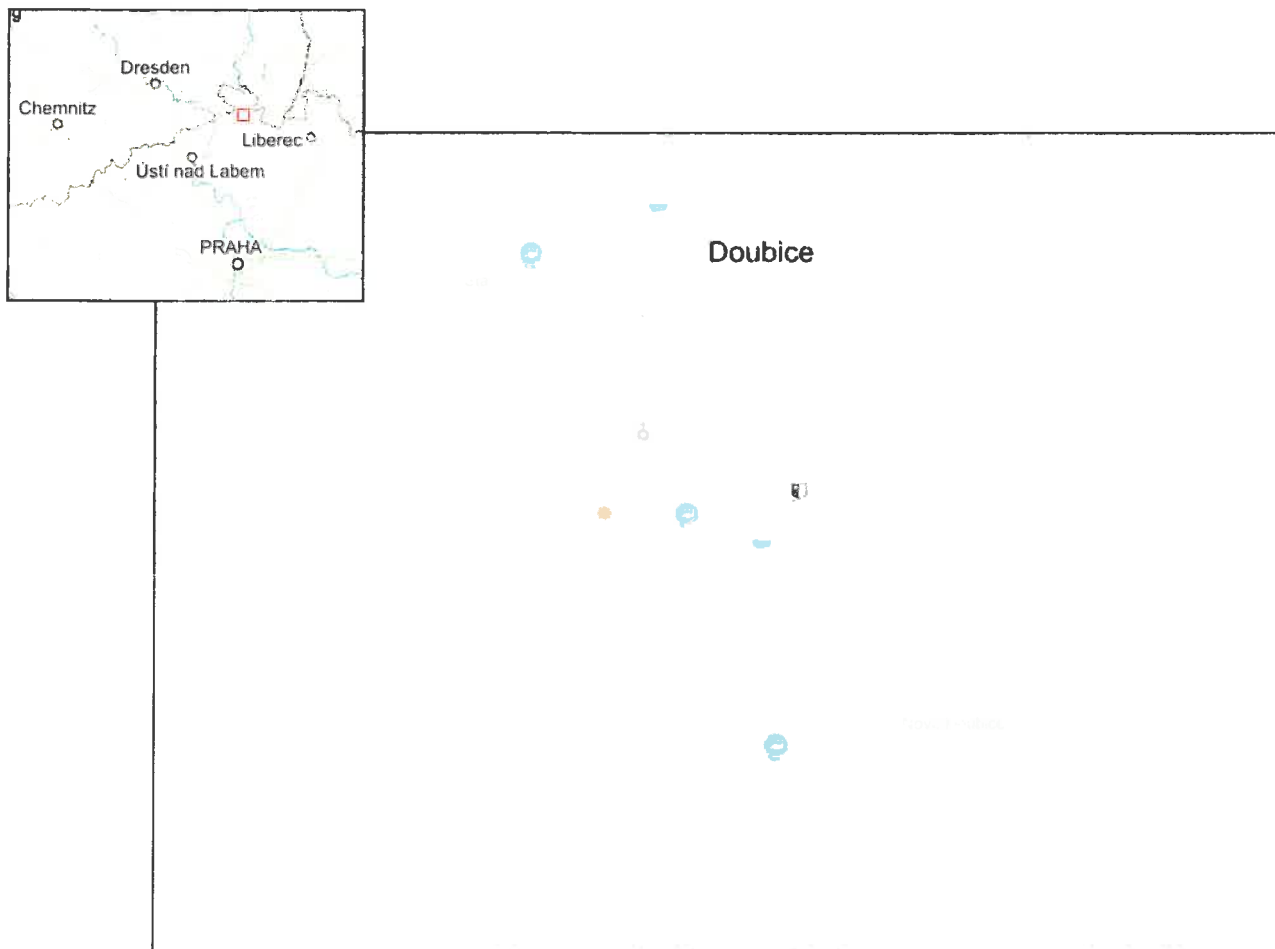 g
Dresden
Chemnitz
Liberec
Ústí nad Labem
PRAHA
Doubice